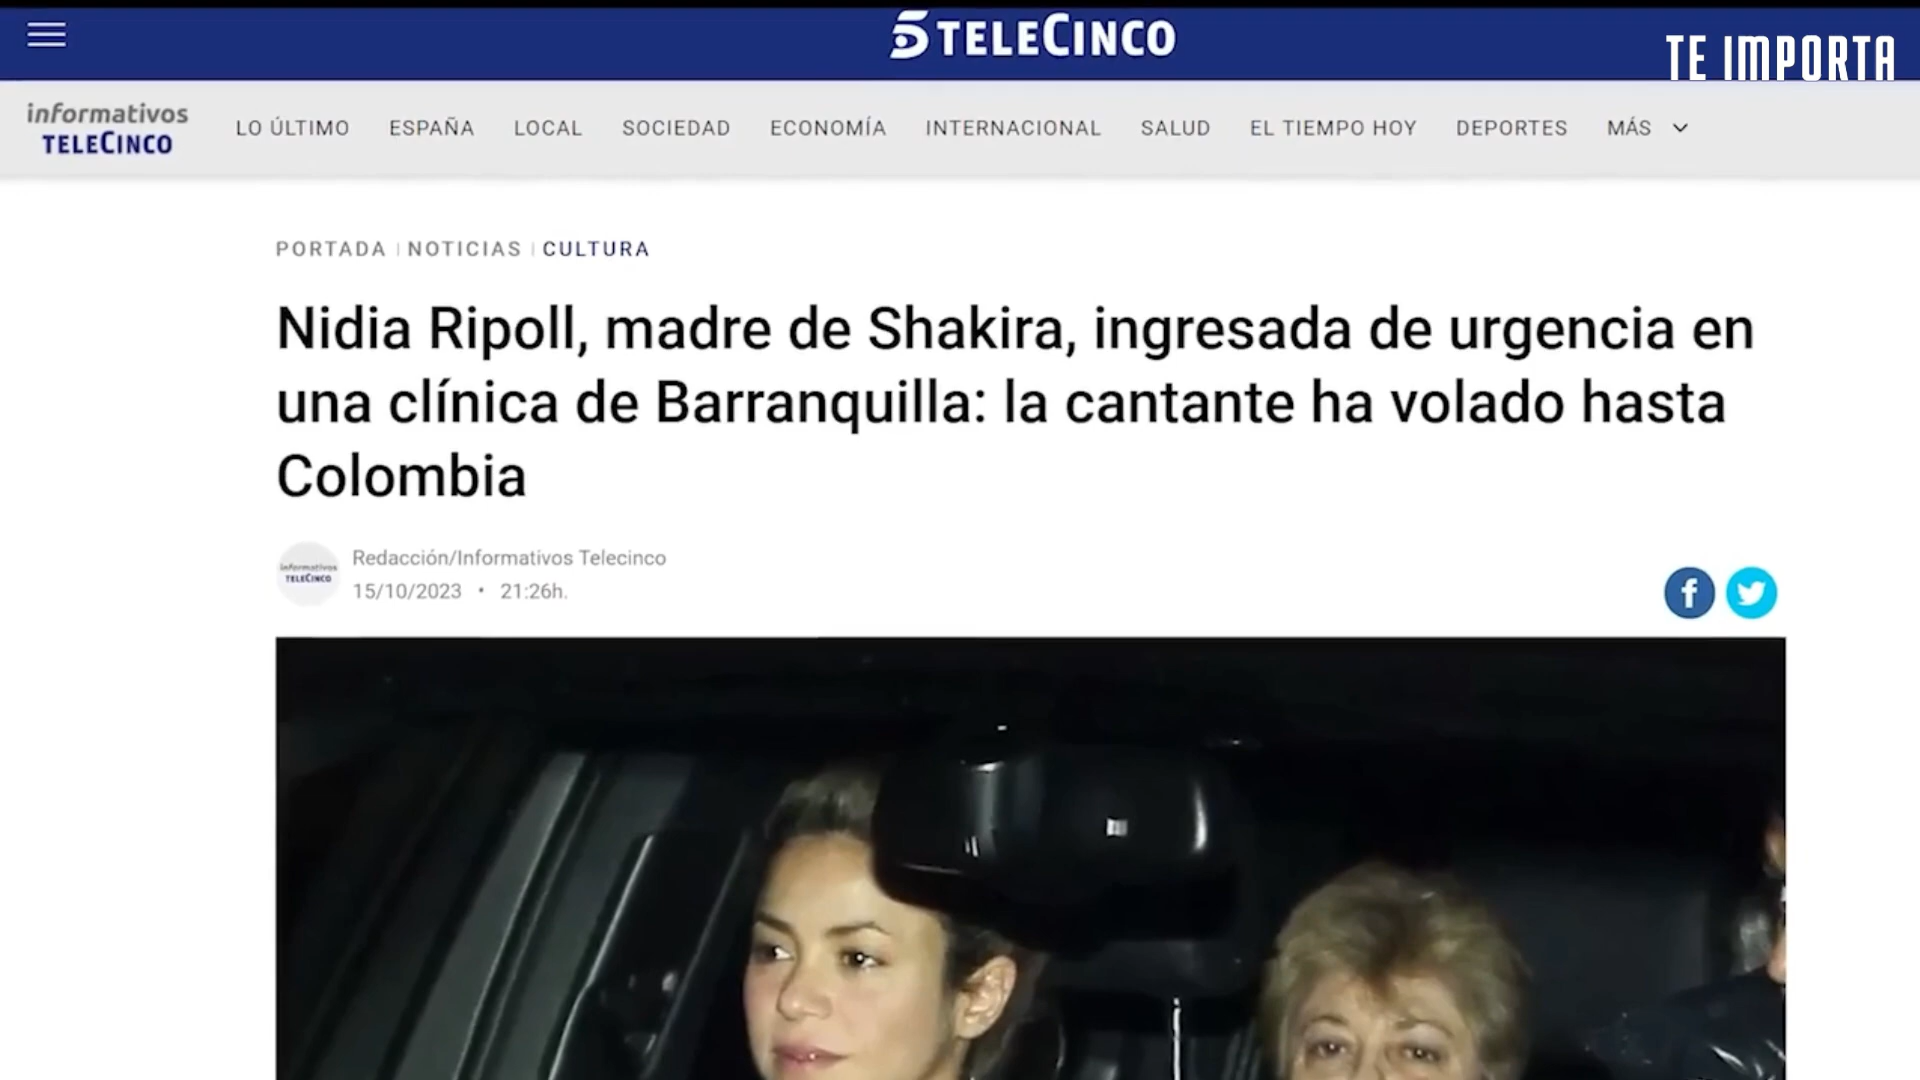 5 TELECINCO
TE IMPORTA
informativos
TELECINCO
LO ÚLTIMO ESPAÑA LOCAL SOCIEDAD ECONOMÍA INTERNACIONAL SALUD EL TIEMPO HOY DEPORTES MÁS
PORTADA | NOTICIAS | CULTURA
Nidia Ripoll, madre de Shakira, ingresada de urgencia en
una clínica de Barranquilla: la cantante ha volado hasta
Colombia
informativos
TELECINCO
Redacción/Informativos Telecinco
15/10/2023 • 21:26h.